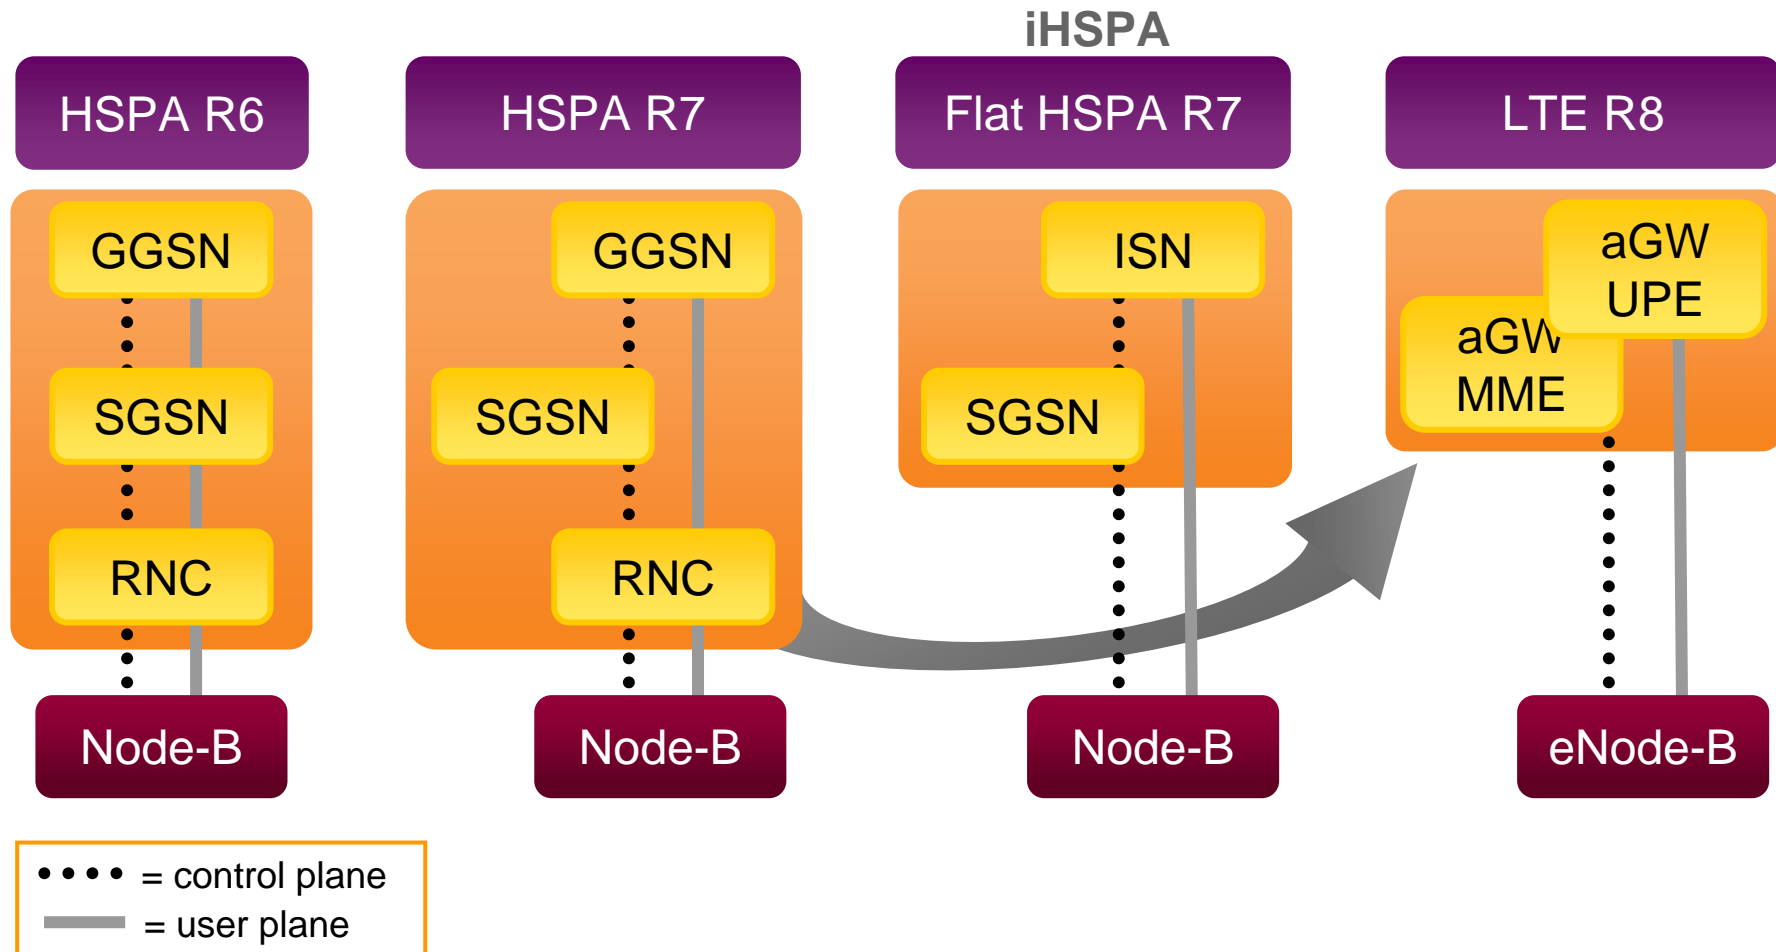 iHSPA
HSPA R6
HSPA R7
Flat HSPA R7
LTE R8
GGSN
SGSN
RNC
Node-B
GGSN
SGSN
RNC
Node-B
ISN
SGSN
Node-B
aGW
UPE
aGW
MME
eNode-B
= control plane
= user plane